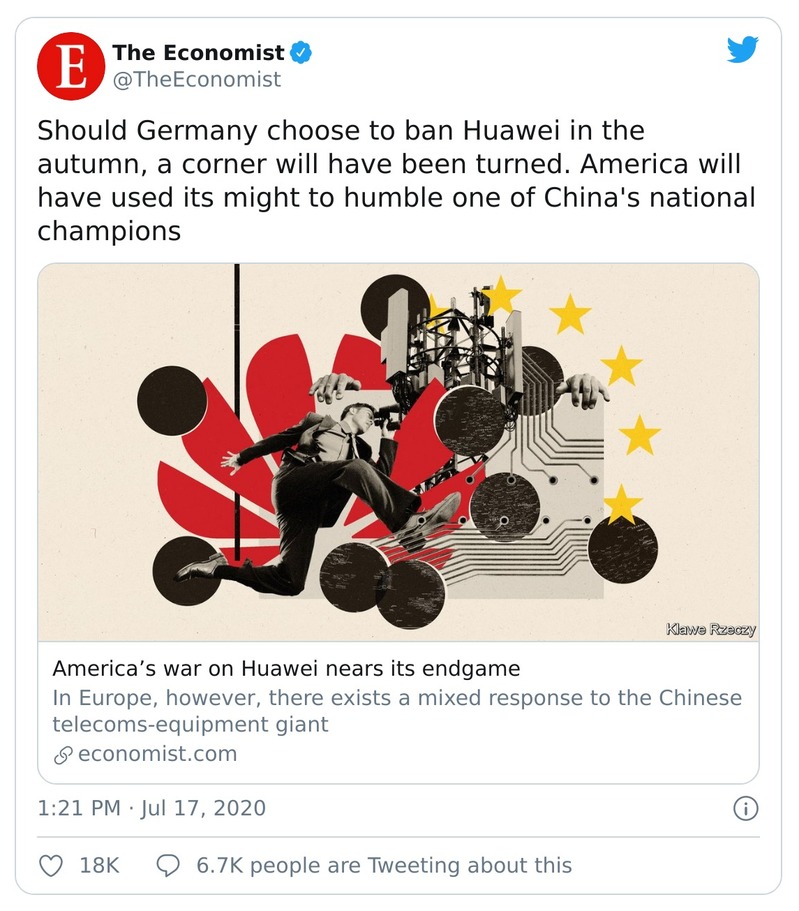 E
The Economist
@TheEconomist
Should Germany choose to ban Huawei in the
autumn, a corner will have been turned. America will
have used its might to humble one of China's national
champions
Klawe Rzeczy
America’s war on Huawei nears its endgame
In Europe, however, there exists a mixed response to the Chinese
telecoms-equipment giant
economist.com
1:21 PM · Jul 17, 2020
18K 6.7K people are Tweeting about this